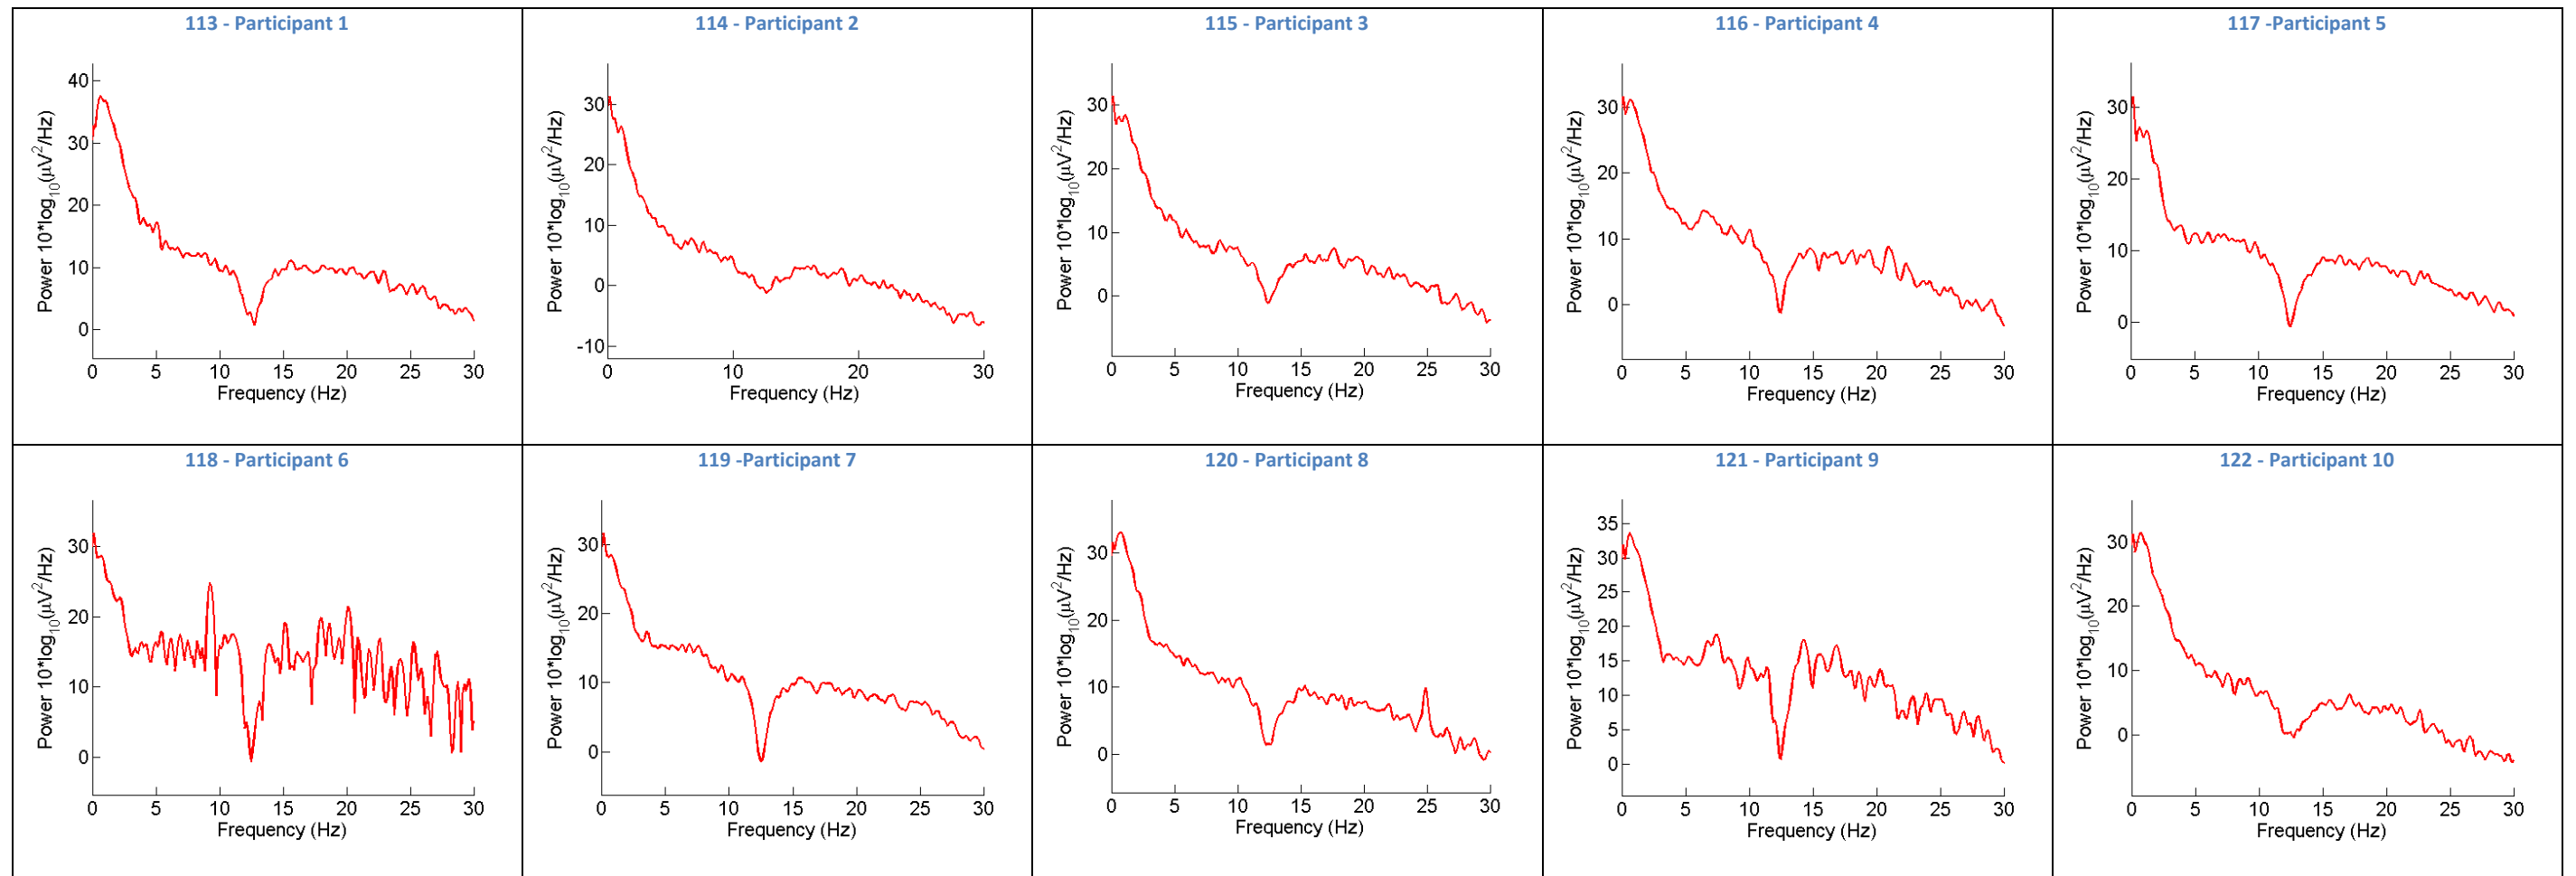 113 - Participant 1
40
30
20
10
0
Power 10*log10(μV2/Hz)
0 5 10 15 20 25 30
Frequency (Hz)
114 - Participant 2
30
20
10
0
-10
Power 10*log10(μV2/Hz)
0 10 20 30
Frequency (Hz)
115 - Participant 3
30
20
10
0
Power 10*log10(μV2/Hz)
0 5 10 15 20 25 30
Frequency (Hz)
116 - Participant 4
30
20
10
0
Power 10*log10(μV2/Hz)
0 5 10 15 20 25 30
Frequency (Hz)
117 -Participant 5
30
20
10
0
Power 10*log10(μV2/Hz)
0 5 10 15 20 25 30
Frequency (Hz)
118 - Participant 6
30
20
10
0
Power 10*log10(μV2/Hz)
0 5 10 15 20 25 30
Frequency (Hz)
119 -Participant 7
30
20
10
0
Power 10*log10(μV2/Hz)
0 10 20 30
Frequency (Hz)
120 - Participant 8
30
20
10
0
Power 10*log10(μV2/Hz)
0 5 10 15 20 25 30
Frequency (Hz)
121 - Participant 9
35
30
25
20
15
10
5
0
Power 10*log10(μV2/Hz)
0 5 10 15 20 25 30
Frequency (Hz)
122 - Participant 10
30
20
10
0
Power 10*log10(μV2/Hz)
0 5 10 15 20 25 30
Frequency (Hz)